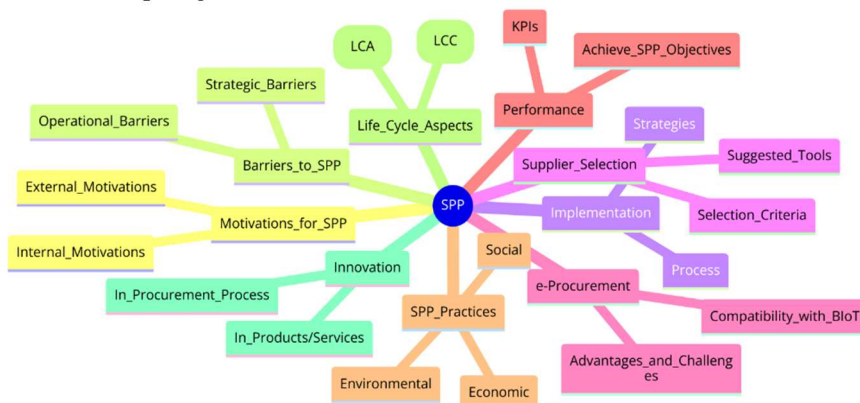 KPIs
LCA
LCC
Achieve_SPP_Objectives
Strategic_Barriers
Performance
Operational_Barriers
Life_Cycle_Aspects
Strategies
Barriers_to_SPP
Supplier_Selection
Suggested_Tools
External_Motivations
SPP
Motivations_for_SPP
Implementation
Selection_Criteria
Internal_Motivations
Social
Innovation
Process
e-Procurement
In_Procurement_Process
SPP_Practices
Compatibility_with_BIoT
In_Products/Services
Advantages_and_Challeng
es
Environmental
Economic